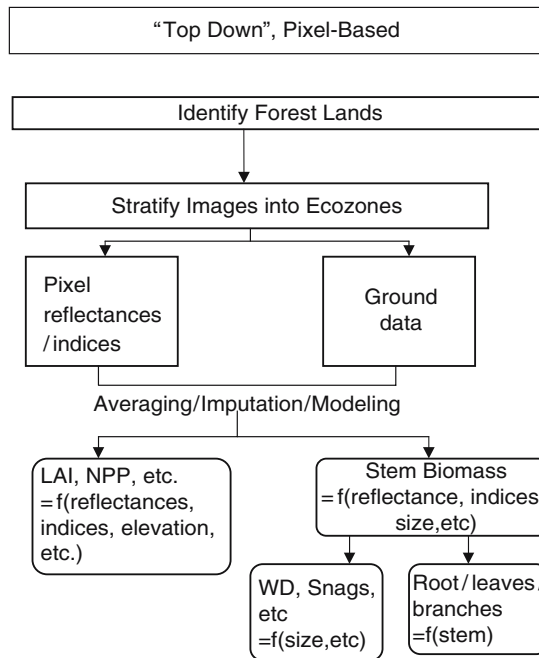 “Top Down”, Pixel-Based
Identify Forest Lands
Stratify Images into Ecozones
Pixel
reflectances
/indices
Ground
data
Averaging/Imputation/Modeling
LAI, NPP, etc.
=f(reflectances,
indices, elevation,
etc.)
Stem Biomass
=f(reflectance, indices
size,etc)
WD, Snags,
etc
=f(size,etc)
Root/leaves/
branches
=f(stem)